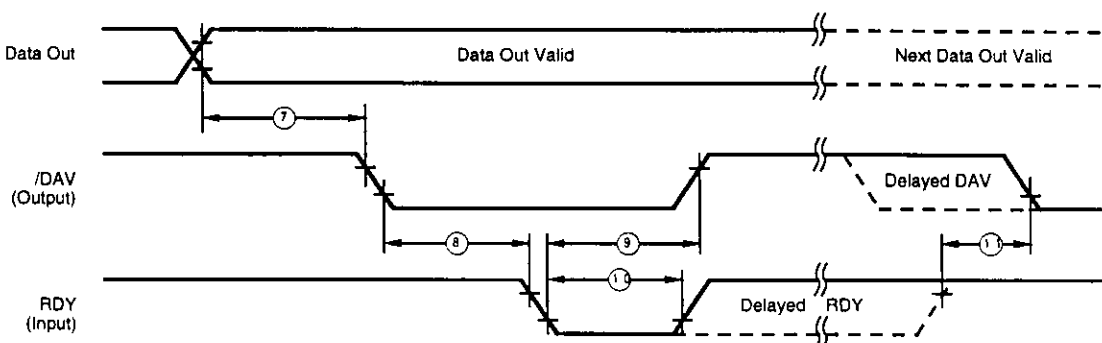 Data Out
Data Out Valid
Next Data Out Valid
7
/DAV
(Output)
Delayed DAV
8
9
11
RDY
(Input)
10
Delayed RDY